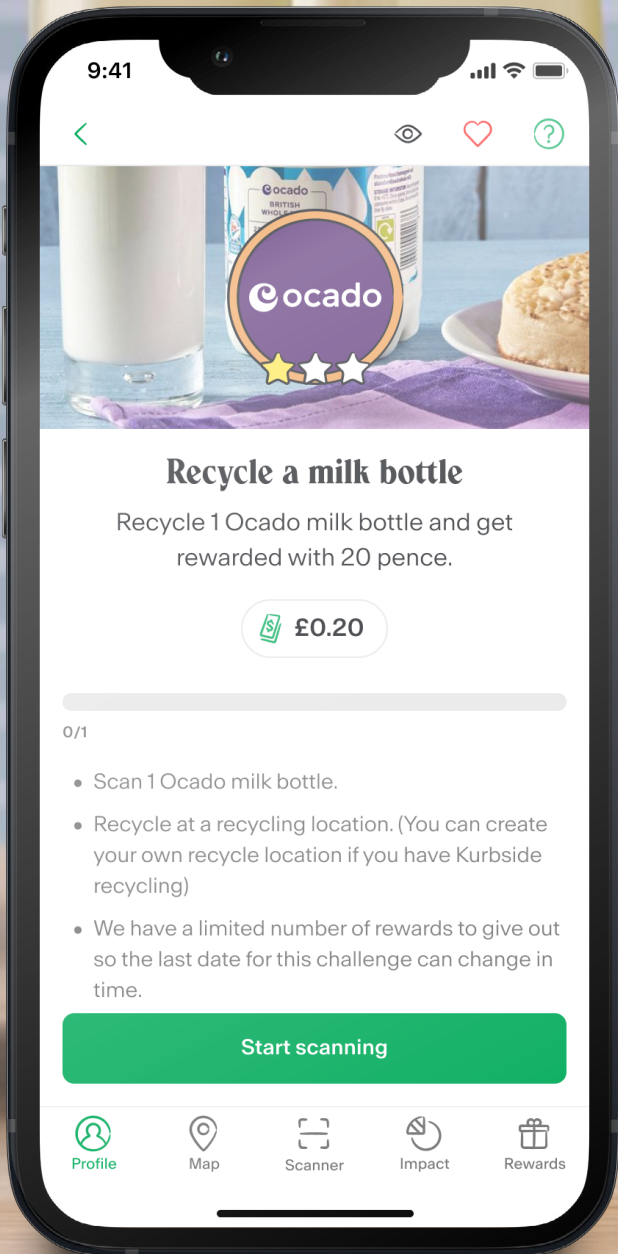 9:41
ocado
BRITISH
WHOLE
ocado
Recycle a milk bottle
Recycle 1 Ocado milk bottle and get
rewarded with 20 pence.
£0.20
0/1
• Scan 1 Ocado milk bottle.
• Recycle at a recycling location. (You can create
your own recycle location if you have Kurbside
recycling)
• We have a limited number of rewards to give out
so the last date for this challenge can change in
time.
Start scanning
Profile
Map
Scanner
Impact
Rewards